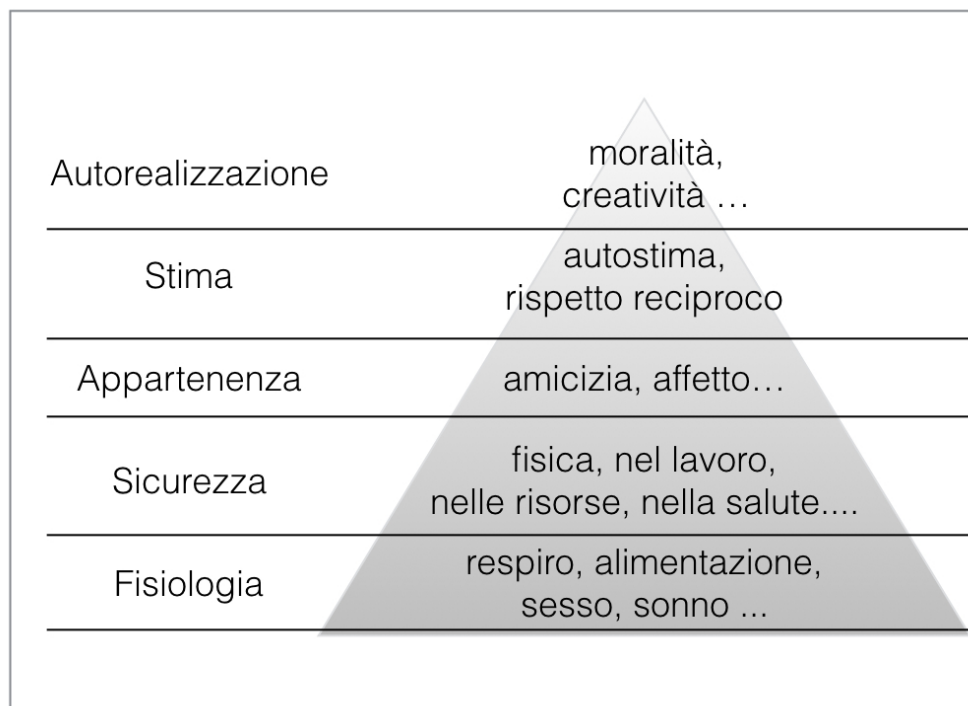 Autorealizzazione
moralità,
creatività …
Stima
autostima,
rispetto reciproco
Appartenenza
amicizia, affetto…
Sicurezza
fisica, nel lavoro,
nelle risorse, nella salute....
Fisiologia
respiro, alimentazione,
sesso, sonno ...